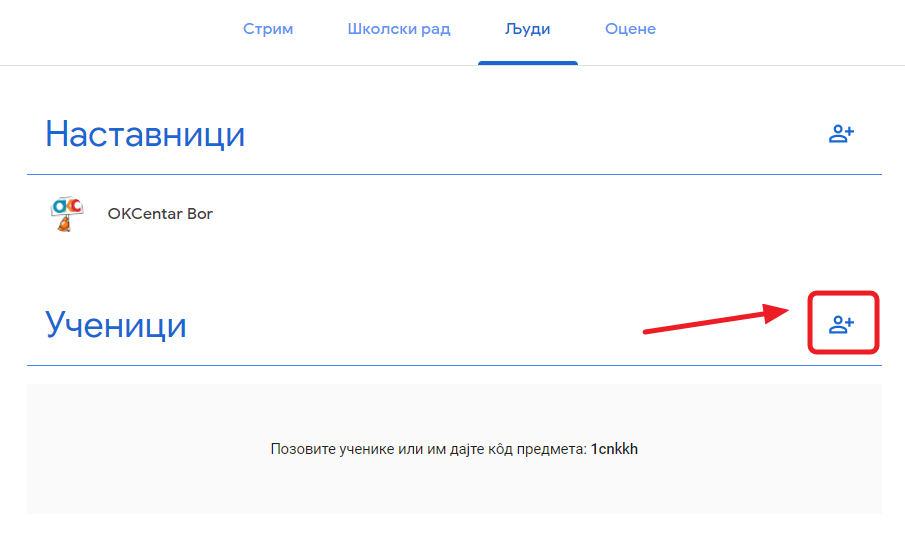 Стрим Школски рад Људи Оцене
Наставници
OKCentar Bor
Ученици
Позовите ученике или им дајте кôд предмета: 1cnkkh